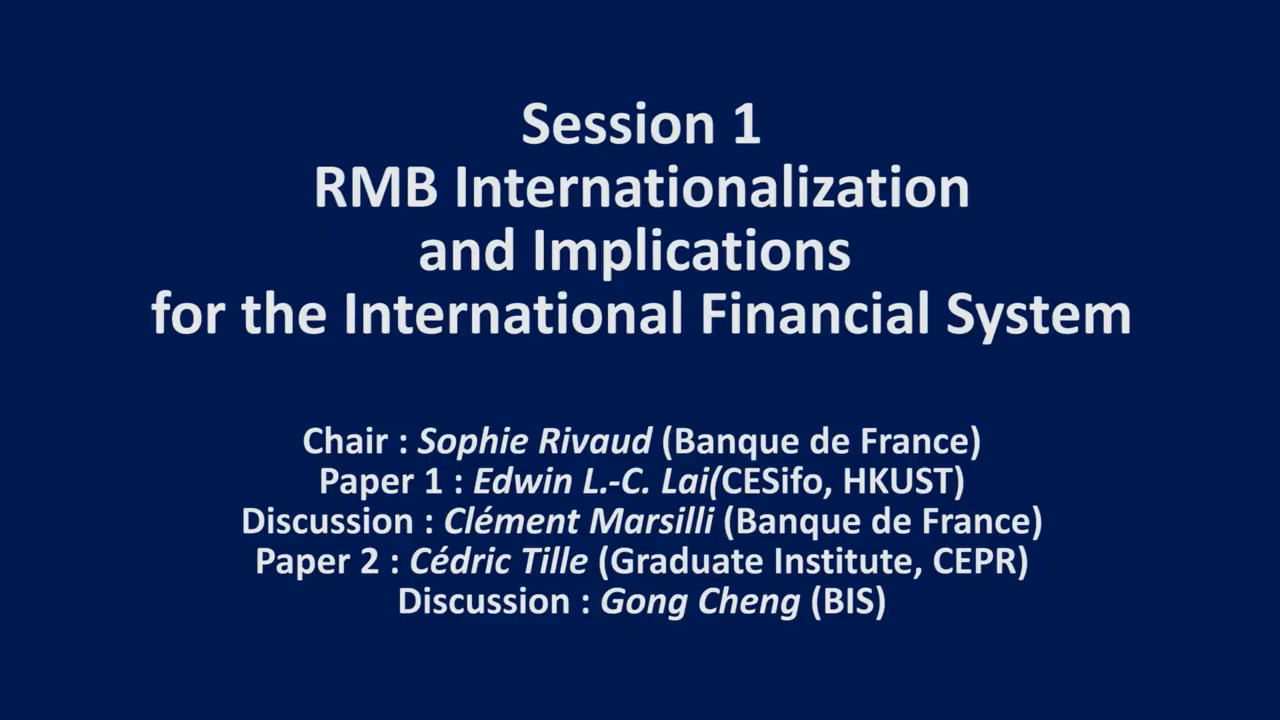 Session 1
RMB Internationalization
and Implications
for the International Financial System
Chair : Sophie Rivaud (Banque de France)
Paper 1 : Edwin L.-C. Lai(CESifo, HKUST)
Discussion : Clément Marsilli (Banque de France)
Paper 2 : Cédric Tille (Graduate Institute, CEPR)
Discussion : Gong Cheng (BIS)